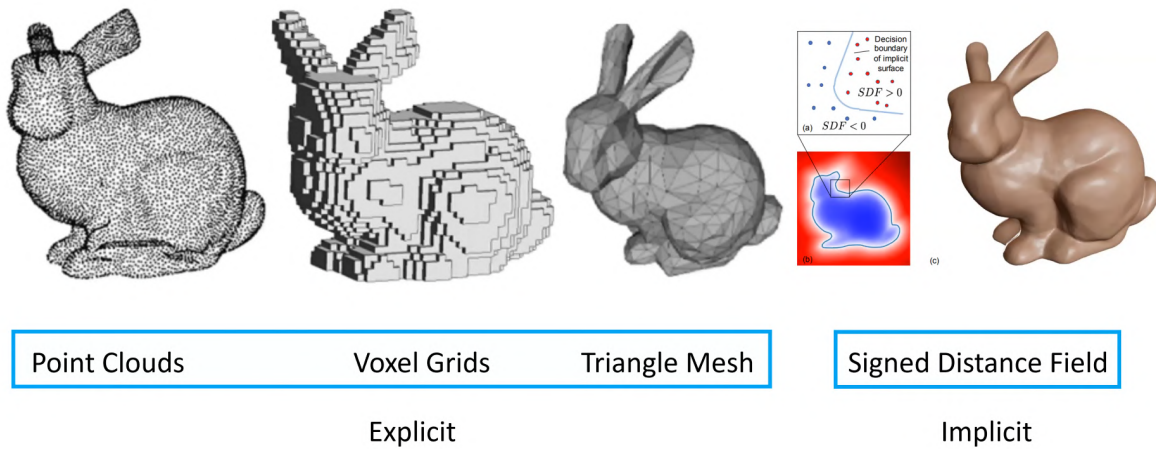 Decision
boundary
of implicit
surface
SDF > 0
(a)
SDF < 0
(b)
(c)
Point Clouds
Voxel Grids
Triangle Mesh
Signed Distance Field
Explicit
Implicit